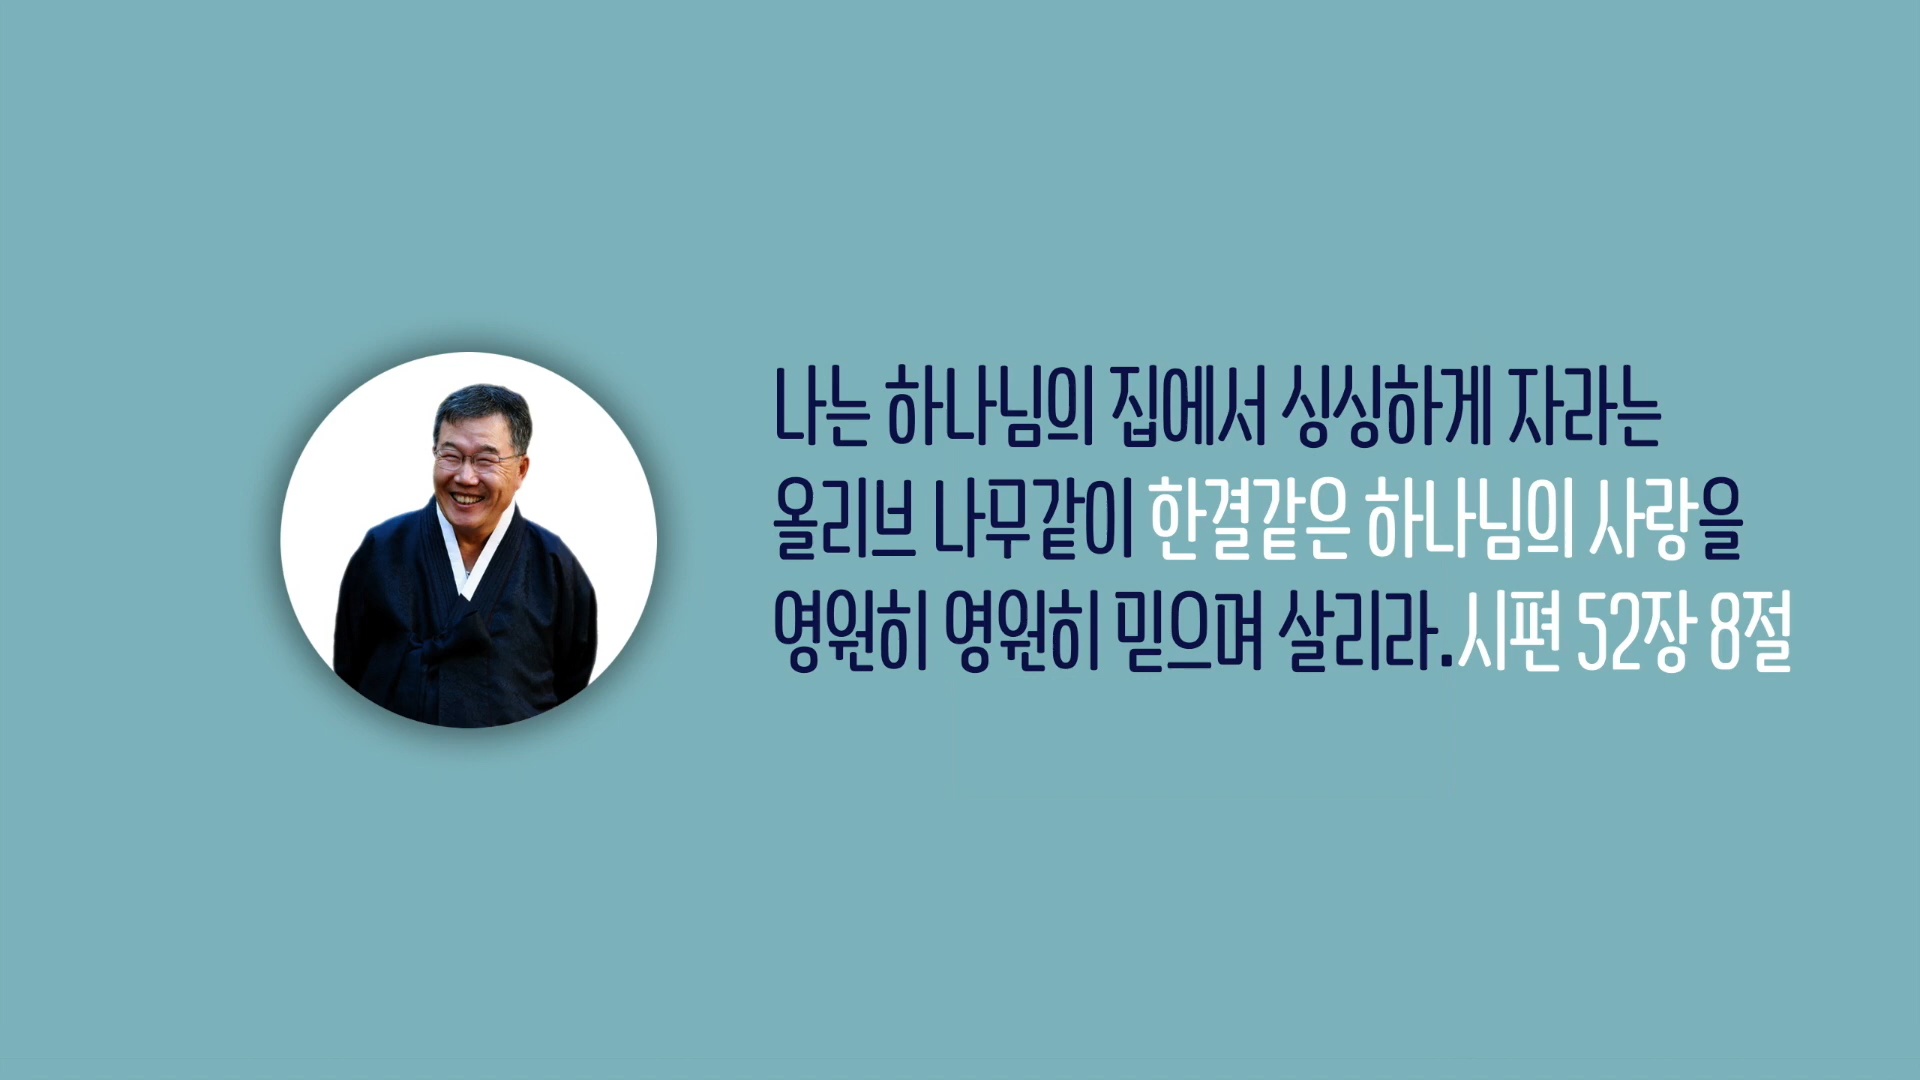 나는 하나님의 집에서 싱싱하게 자라는
올리브 나무같이 한결같은 하나님의 사랑을
영원히 영원히 믿으며 살리라.시편 52장 8절